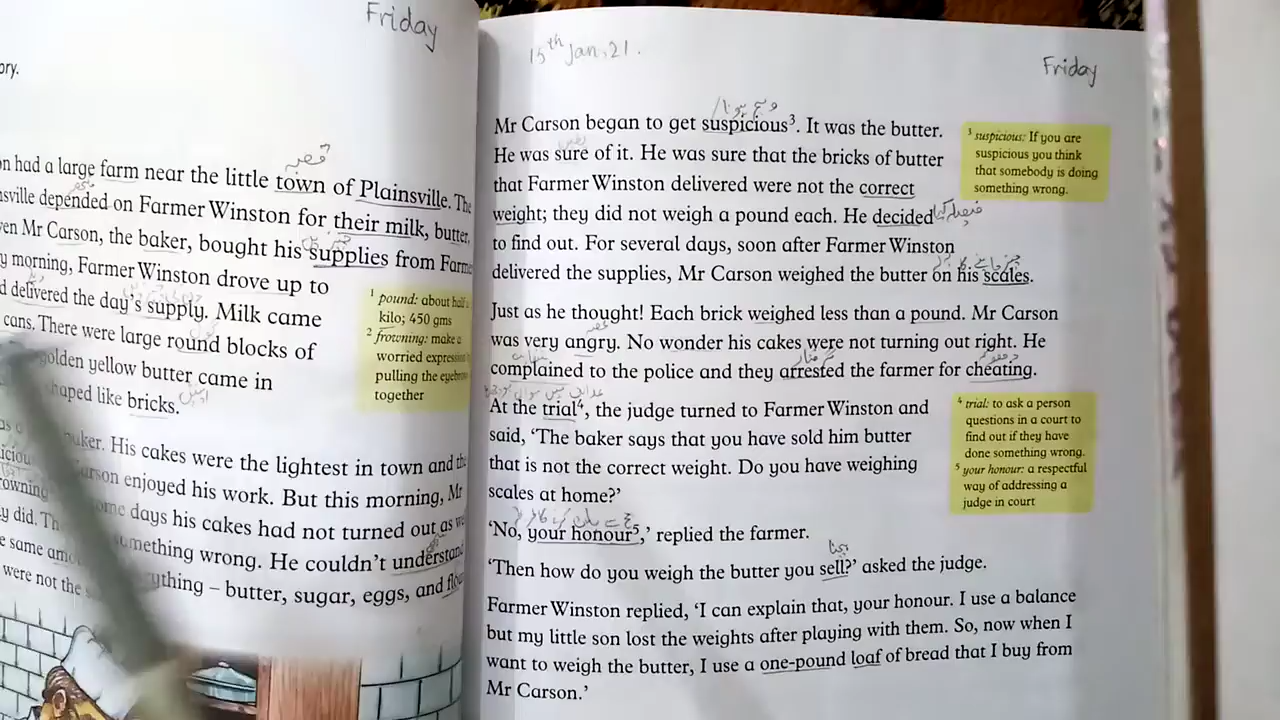 Friday
ory.
n had a large farm near the little town of Plainsville. The
nsville depended on Farmer Winston for their milk, butter,
ven Mr Carson, the baker, bought his supplies from Farm
y morning, Farmer Winston drove up to
d delivered the day's supply. Milk came
cans. There were large round blocks of
golden yellow butter came in
haped like bricks.
¹ pound: about half a
kilo; 450 gms
² frowning: make a
worried expression
pulling the eyebrows
together
aker. His cakes were the lightest in town and the
Carson enjoyed his work. But this morning, Mr
rowning ome days his cakes had not turned out as we
y did. Th mething wrong. He couldn't understand
e same amo ything – butter, sugar, eggs, and flo
were not the
15th Jan, 21.
Friday
Mr Carson began to get suspicious³. It was the butter.
He was sure of it. He was sure that the bricks of butter
that Farmer Winston delivered were not the correct
weight; they did not weigh a pound each. He decided
to find out. For several days, soon after Farmer Winston
delivered the supplies, Mr Carson weighed the butter on his scales.
³ suspicious: If you are
suspicious you think
that somebody is doing
something wrong.
Just as he thought! Each brick weighed less than a pound. Mr Carson
was very angry. No wonder his cakes were not turning out right. He
complained to the police and they arrested the farmer for cheating.
At the trial⁴, the judge turned to Farmer Winston and
said, 'The baker says that you have sold him butter
that is not the correct weight. Do you have weighing
scales at home?'
⁴ trial: to ask a person
questions in a court to
find out if they have
done something wrong.
⁵ your honour: a respectful
way of addressing a
judge in court
'No, your honour⁵,' replied the farmer.
'Then how do you weigh the butter you sell?' asked the judge.
Farmer Winston replied, 'I can explain that, your honour. I use a balance
but my little son lost the weights after playing with them. So, now when I
want to weigh the butter, I use a one-pound loaf of bread that I buy from
Mr Carson.'